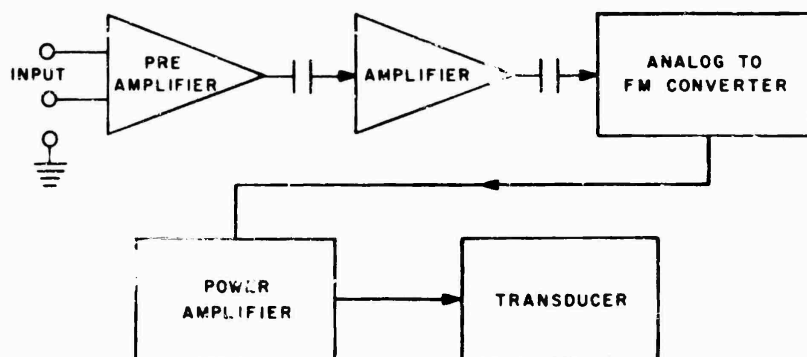 PRE
AMPLIFIER
INPUT
AMPLIFIER
ANALOG TO
FM CONVERTER
POWER
AMPLIFIER
TRANSDUCER